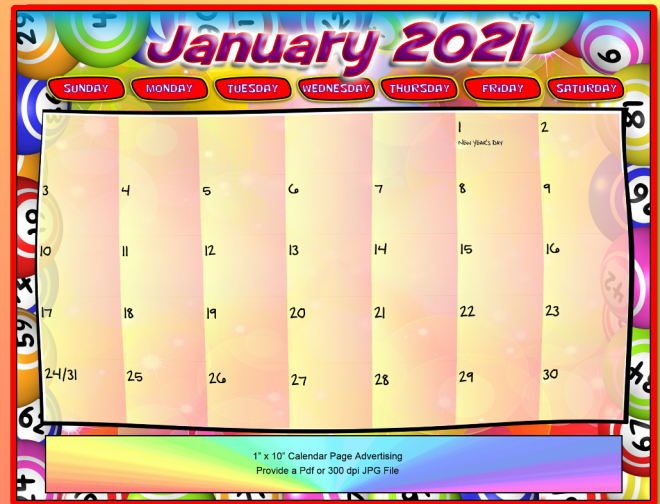 January 2021
SUNDAY MONDAY TUESDAY WEDNESDAY THURSDAY FRIDAY SATURDAY
1 2
NEW YEAR'S DAY
3 4 5 6 7 8 9
10 11 12 13 14 15 16
17 18 19 20 21 22 23
24/31 25 26 27 28 29 30
1" x 10" Calendar Page Advertising
Provide a Pdf or 300 dpi JPG File